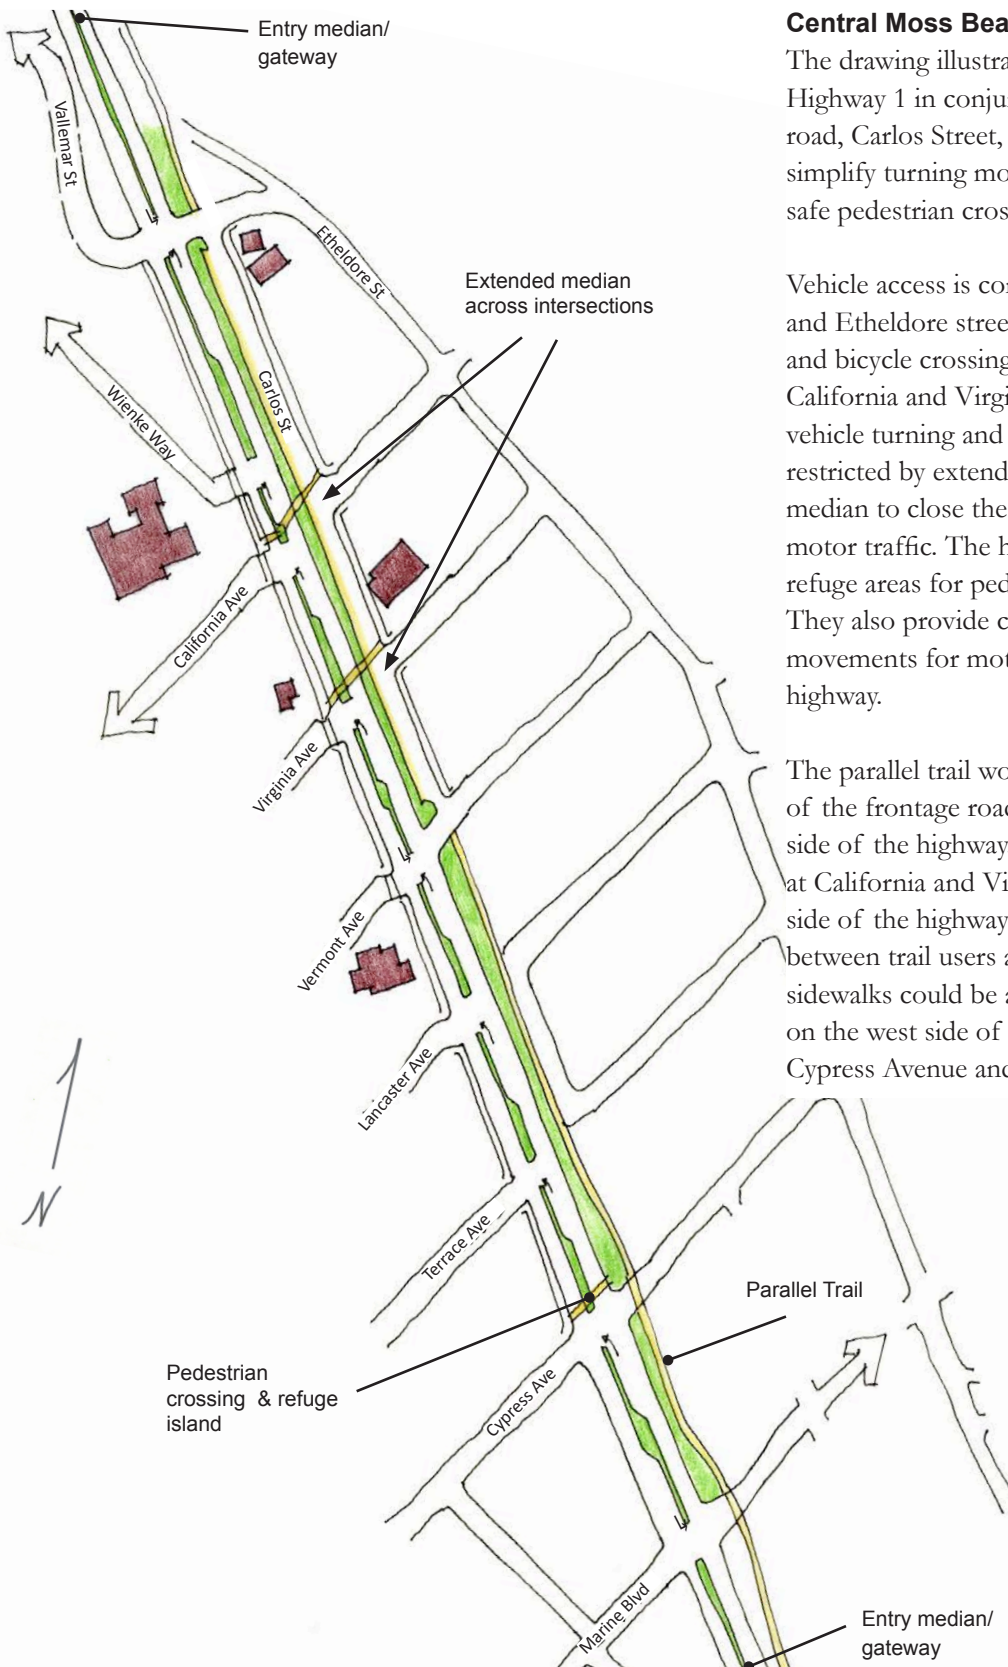 Entry median/
gateway
Vallemar St
Etheldore St
Extended median
across intersections
Carlos St
Wienke Way
California Ave
Virginia Ave
Vermont Ave
Lancaster Ave
Terrace Ave
Parallel Trail
Pedestrian
crossing & refuge
island
Cypress Ave
Marine Blvd
Entry median/
gateway
N
Central Moss Bea
The drawing illustra
Highway 1 in conju
road, Carlos Street,
simplify turning mo
safe pedestrian cros
Vehicle access is co
and Etheldore stree
and bicycle crossing
California and Virgi
vehicle turning and
restricted by extend
median to close the
motor traffic. The h
refuge areas for ped
They also provide c
movements for mot
highway.
The parallel trail wo
of the frontage road
side of the highway
at California and Vi
side of the highway
between trail users a
sidewalks could be a
on the west side of
Cypress Avenue and